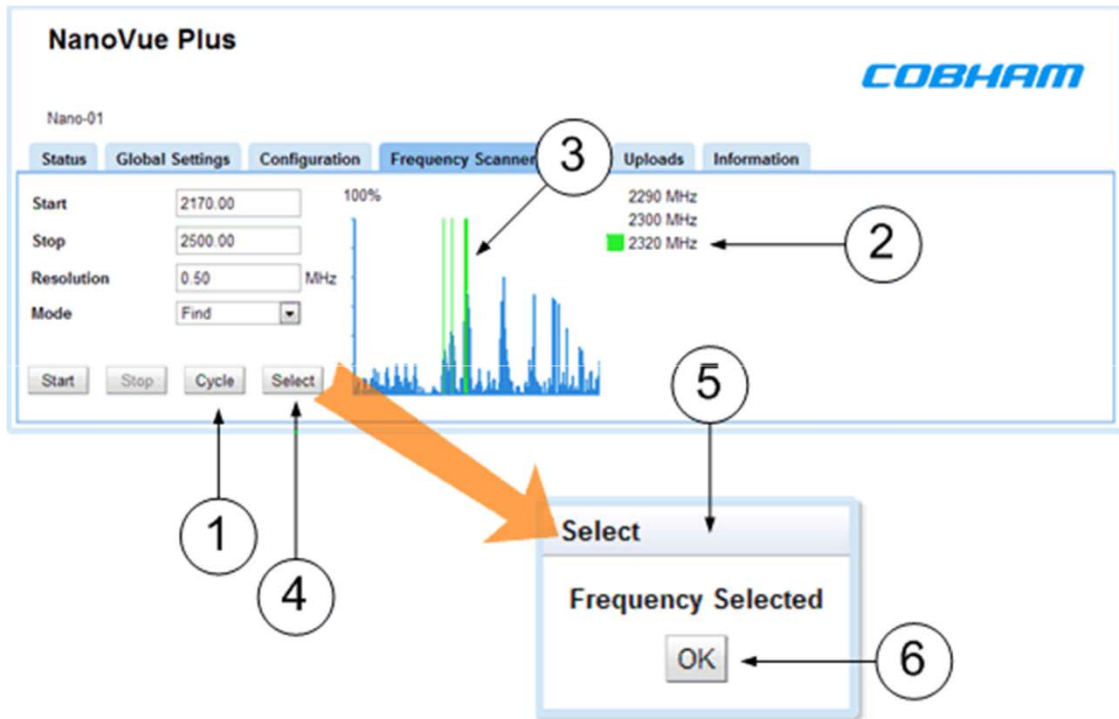 NanoVue Plus
COBHAM
Nano-01
Status Global Settings Configuration Frequency Scanner Uploads Information
Start 2170.00 100% 2290 MHz
Stop 2500.00 2300 MHz
Resolution 0.50 MHz 2320 MHz
Mode Find
Start Stop Cycle Select
3
2
5
1
4
Select
Frequency Selected
OK
6